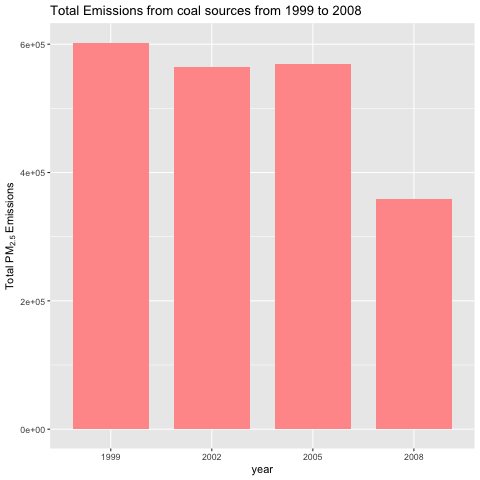 Total Emissions from coal sources from 1999 to 2008
Total PM2.5 Emissions
6e+05
4e+05
2e+05
0e+00
1999 2002 2005 2008
year